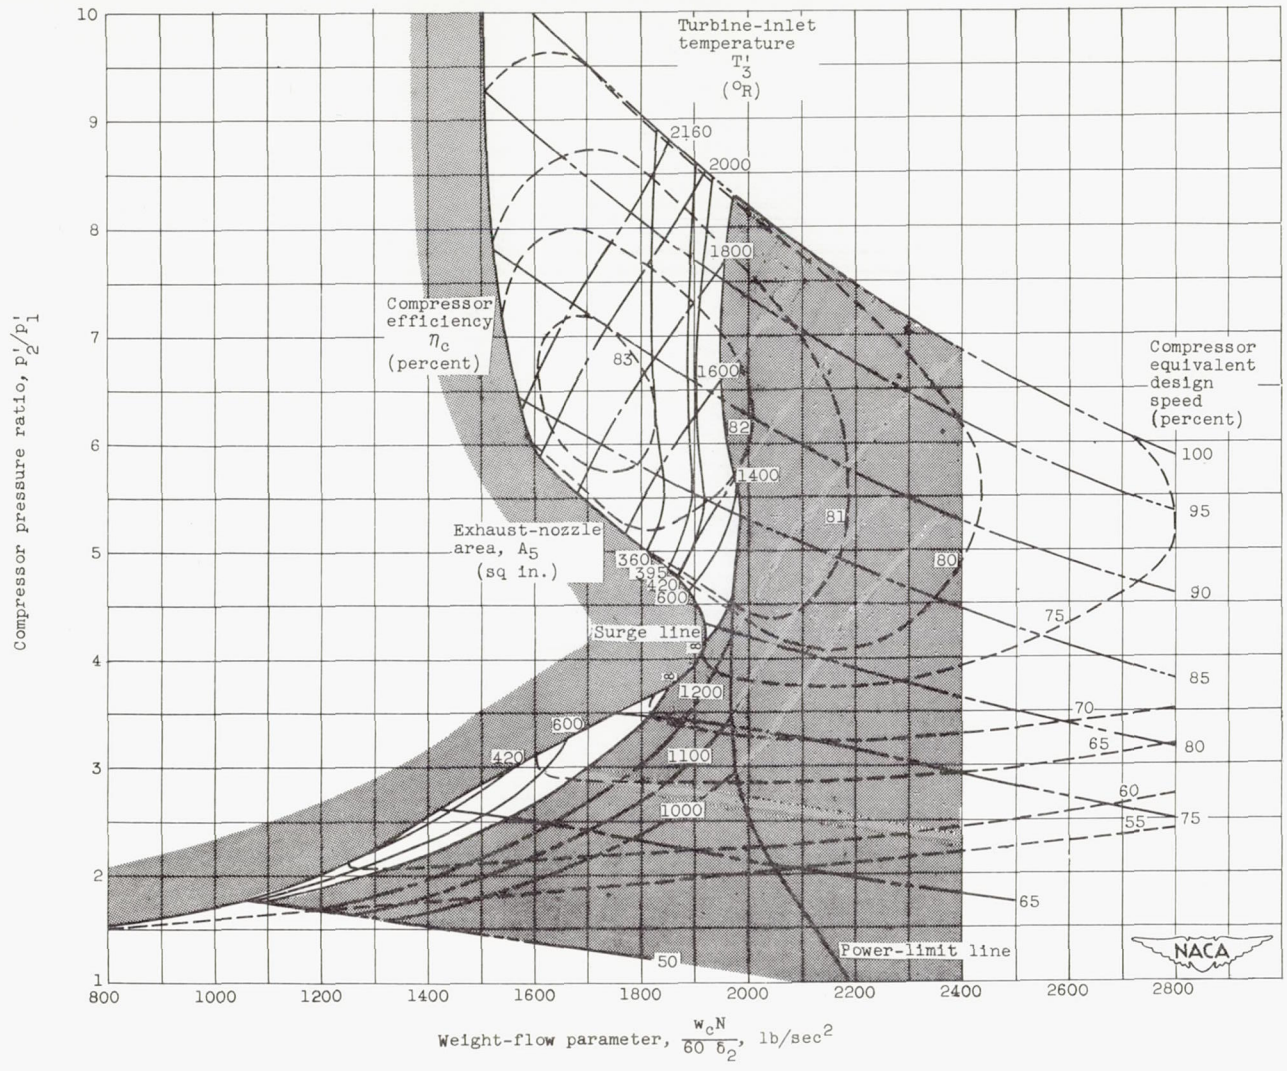 10
9
8
7
6
5
4
3
2
1
Compressor pressure ratio, p'2/p'1
Turbine-inlet
temperature
T'3
(°R)
2160
2000
1800
1600
1400
1200
1100
1000
Compressor
efficiency
ηc
(percent)
83
82
81
80
75
70
65
60
55
Exhaust-nozzle
area, A5
(sq in.)
360
395
420
600
∞
∞
600
420
Surge line
Compressor
equivalent
design
speed
(percent)
100
95
90
85
80
75
65
50
Power-limit line
NACA
800
1000
1200
1400
1600
1800
2000
2200
2400
2600
2800
Weight-flow parameter, wcN/60 δ2, lb/sec²